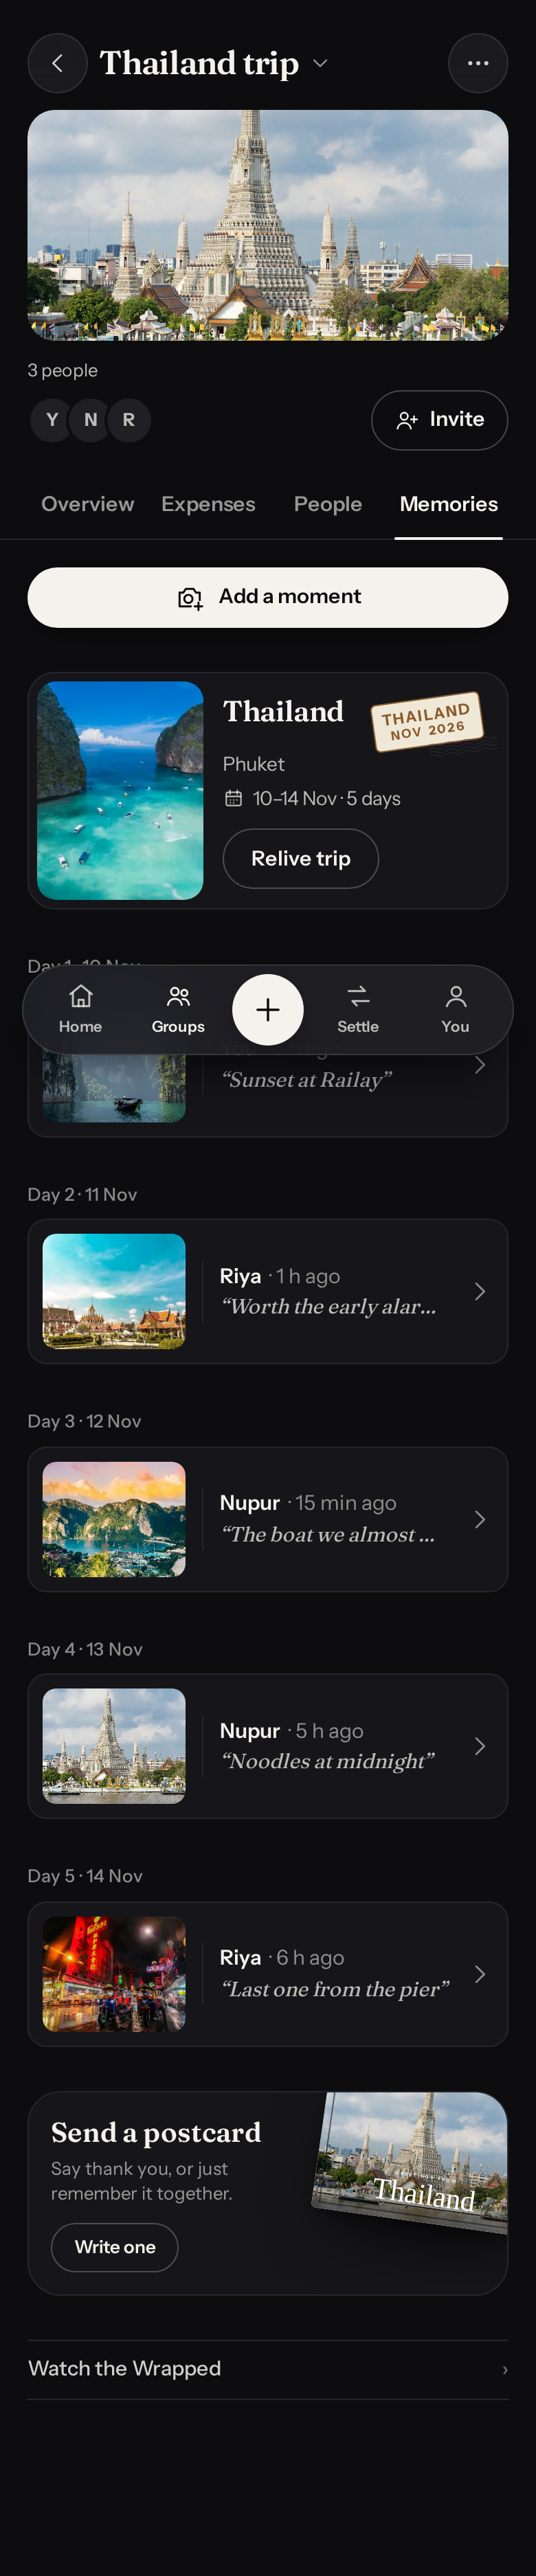 Thailand trip
3 people
Y N R
Invite
Overview Expenses People Memories
Add a moment
Thailand
THAILAND
NOV 2026
Phuket
10–14 Nov · 5 days
Relive trip
Day 1 · 10 Nov
Home Groups Settle You
“Sunset at Railay”
Day 2 · 11 Nov
Riya · 1 h ago
“Worth the early alar...
Day 3 · 12 Nov
Nupur · 15 min ago
“The boat we almost ...
Day 4 · 13 Nov
Nupur · 5 h ago
“Noodles at midnight”
Day 5 · 14 Nov
Riya · 6 h ago
“Last one from the pier”
Send a postcard
Say thank you, or just
remember it together.
Thailand
Write one
Watch the Wrapped